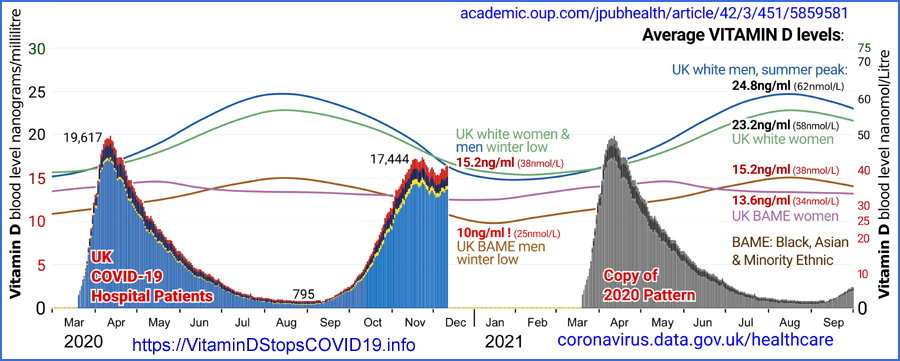 academic.oup.com/jpubhealth/article/42/3/451/5859581
Average VITAMIN D levels:
Vitamin D blood level nanograms/millilitre
30
25
20
15
10
5
0
75
70
60
50
40
30
25
20
10
0
Vitamin D blood level nanomol/Litre
UK white men, summer peak:
24.8ng/ml (62nmol/L)
23.2ng/ml (58nmol/L)
UK white women
19,617
UK white women &
men winter low
15.2ng/ml (38nmol/L)
17,444
15.2ng/ml (38nmol/L)
13.6ng/ml (34nmol/L)
UK BAME women
10ng/ml ! (25nmol/L)
UK BAME men
winter low
BAME: Black, Asian
& Minority Ethnic
UK
COVID-19
Hospital Patients
795
Copy of
2020 Pattern
Mar Apr May Jun Jul Aug Sep Oct Nov Dec Jan Feb Mar Apr May Jun Jul Aug Sep
2020 2021
https://VitaminDStopsCOVID19.info
coronavirus.data.gov.uk/healthcare